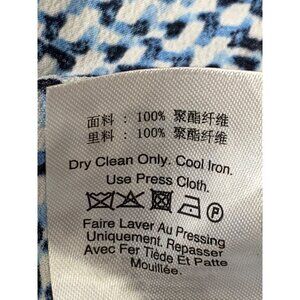 面料 : 100% 聚酯纤维
里料 : 100% 聚酯纤维
Dry Clean Only. Cool Iron.
Use Press Cloth.
P
Faire Laver Au Pressing
Uniquement. Repasser
Avec Fer Tiède Et Patte
Mouillée.